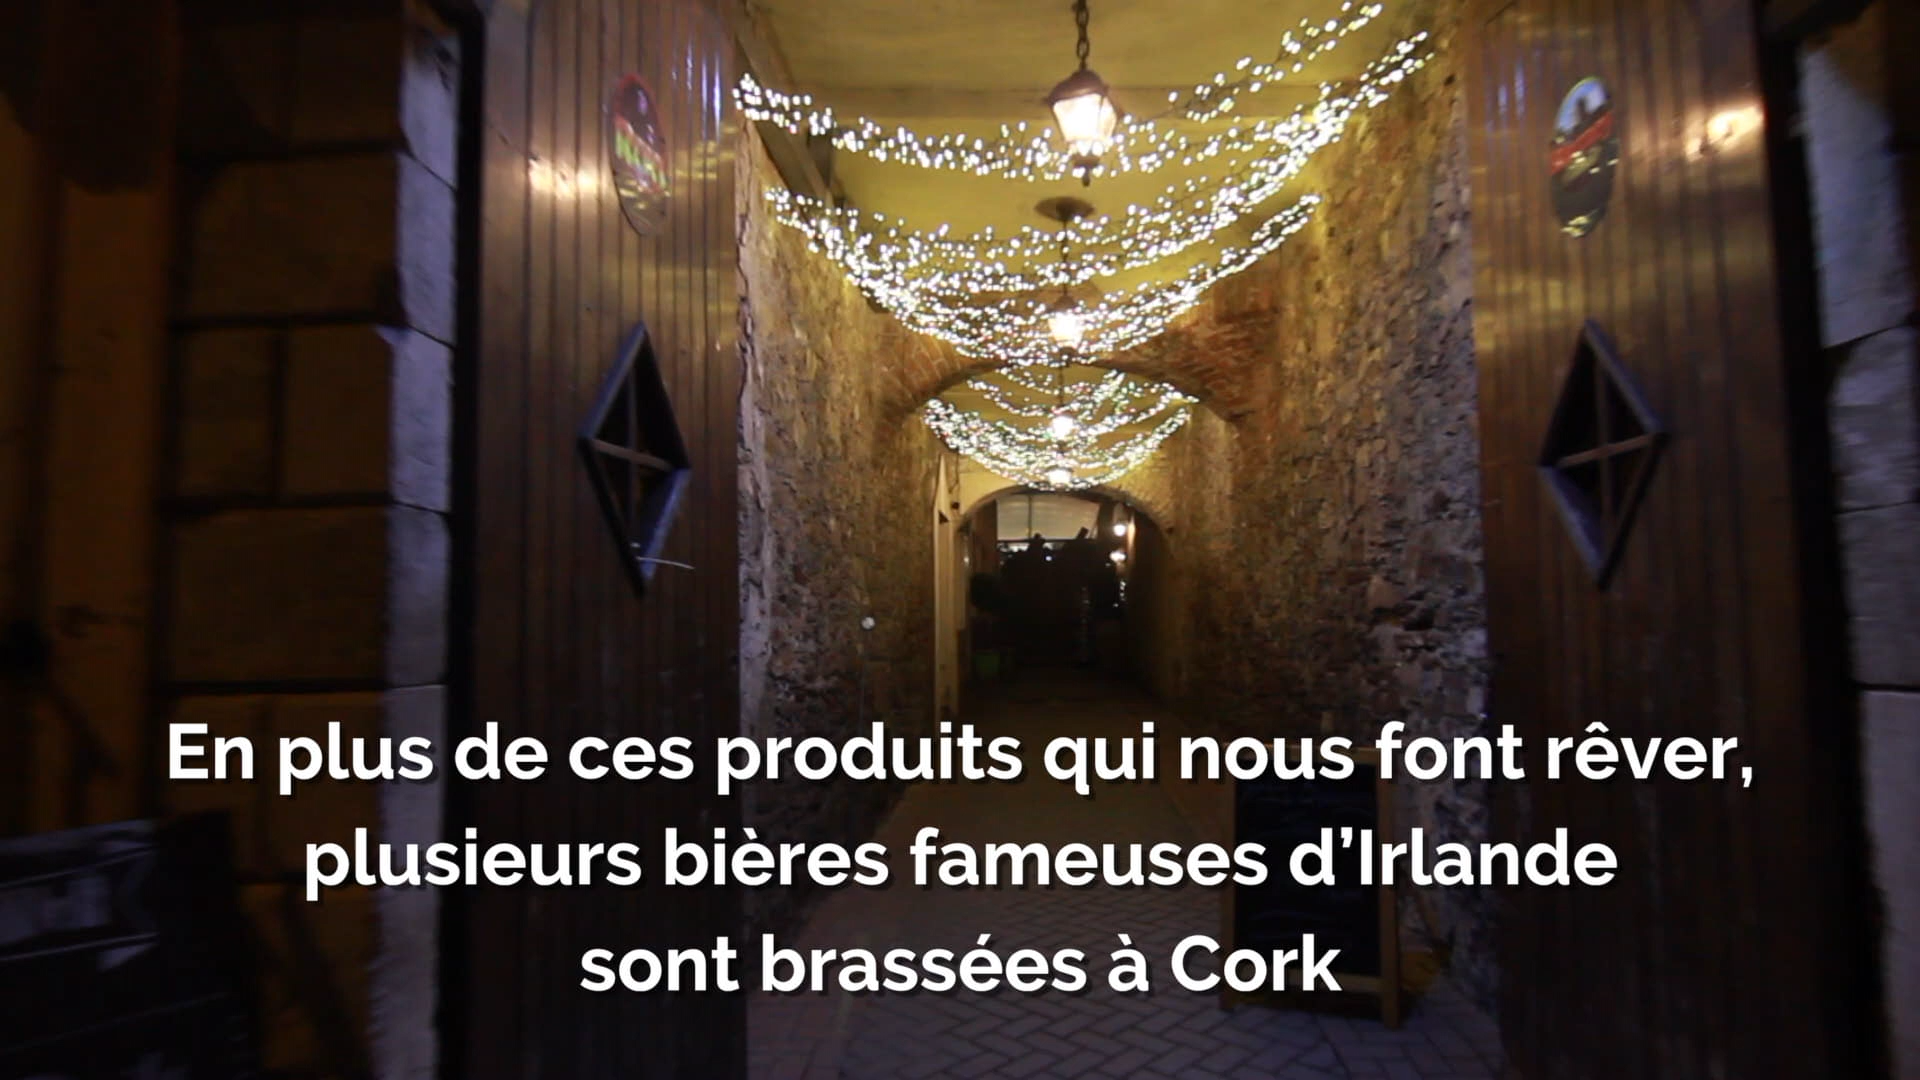 En plus de ces produits qui nous font rêver,
plusieurs bières fameuses d’Irlande
sont brassées à Cork